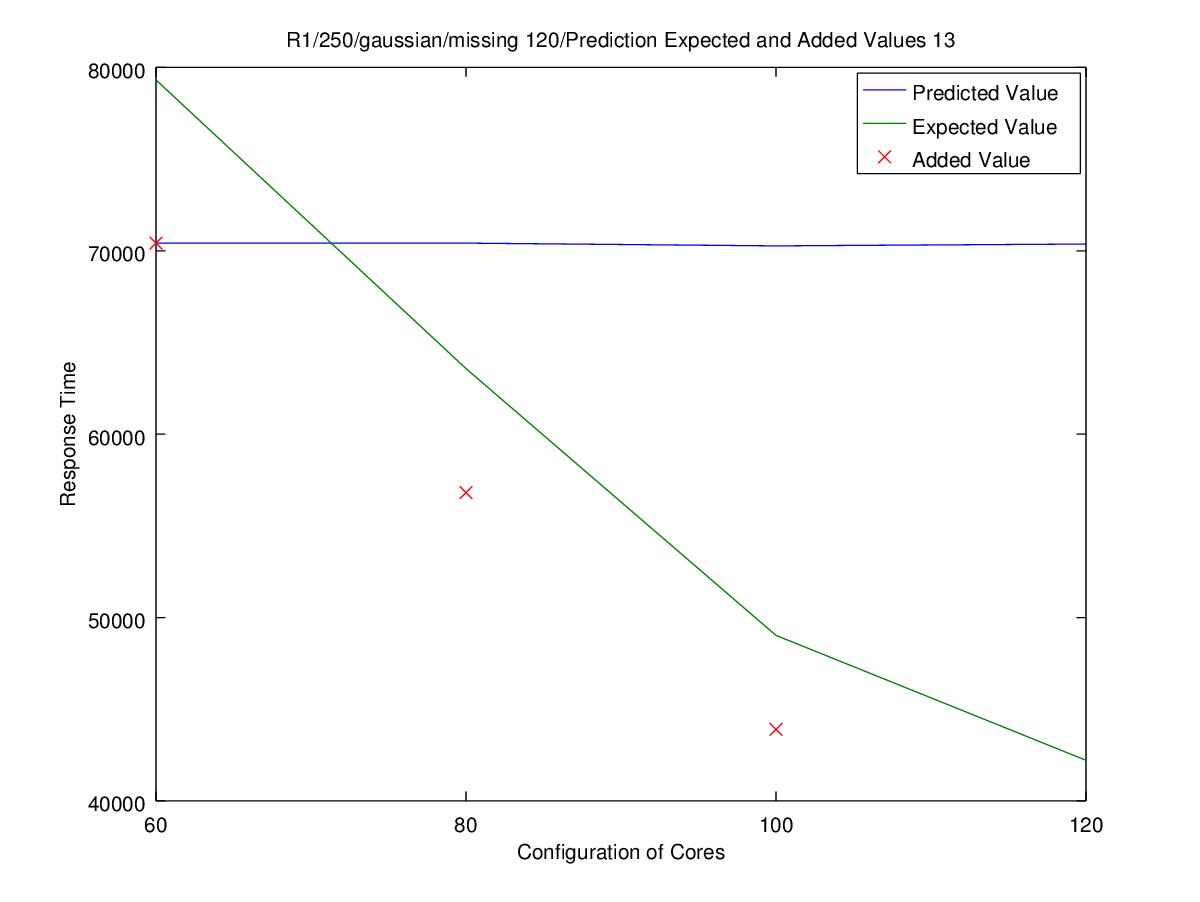 R1/250/gaussian/missing 120/Prediction Expected and Added Values 13
80000
70000
60000
50000
40000
Response Time
60
80
100
120
Configuration of Cores
Predicted Value
Expected Value
Added Value